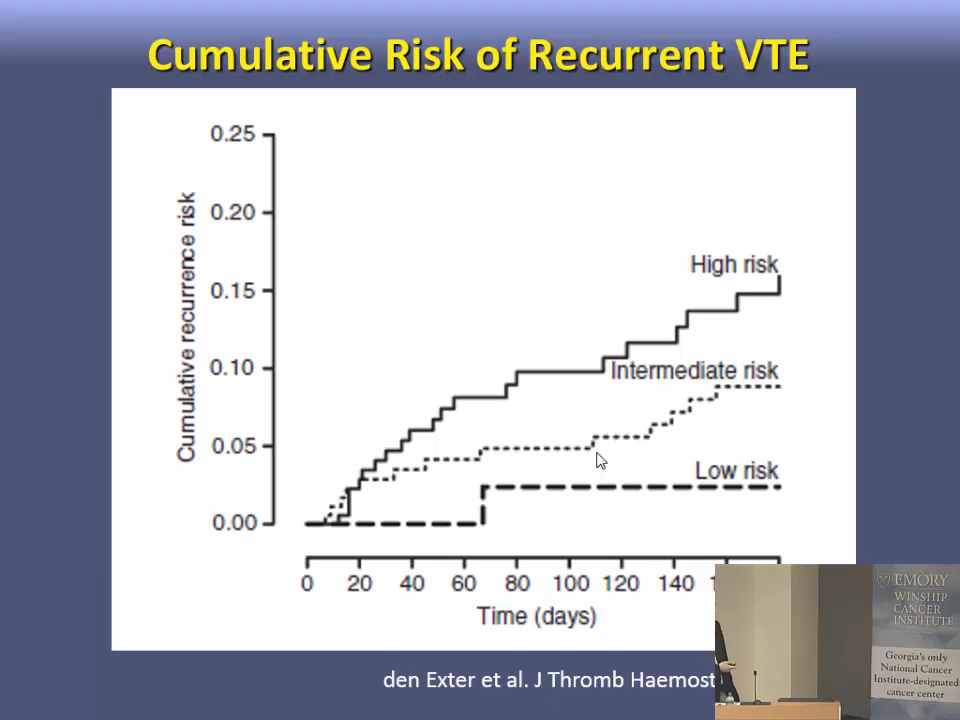 Cumulative Risk of Recurrent VTE
0.25
0.20
0.15
0.10
0.05
0.00
Cumulative recurrence risk
High risk
Intermediate risk
Low risk
0 20 40 60 80 100 120 140
Time (days)
den Exter et al. J Thromb Haemost
EMORY
WINSHIP
CANCER
INSTITUTE
Georgia's only
National Cancer
Institute-designated
cancer center